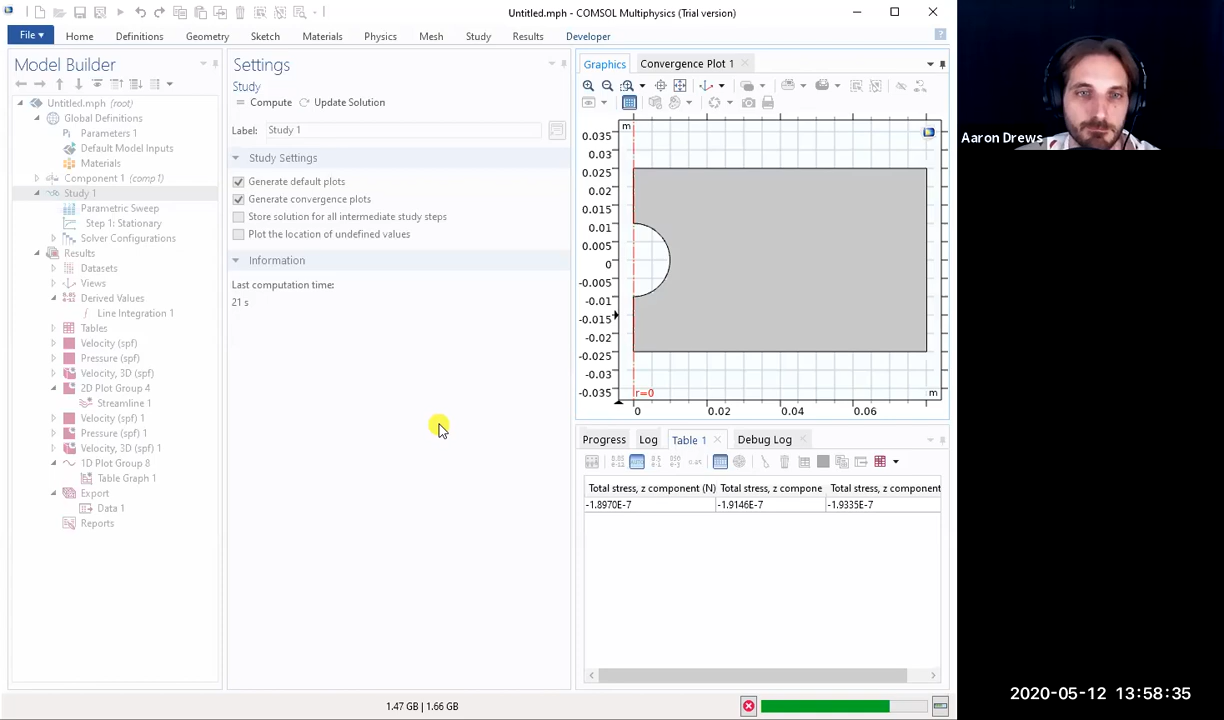 Untitled.mph - COMSOL Multiphysics (Trial version)
File Home Definitions Geometry Sketch Materials Physics Mesh Study Results Developer
Model Builder
Untitled.mph (root)
Global Definitions
Parameters 1
Default Model Inputs
Materials
Component 1 (comp1)
Study 1
Parametric Sweep
Step 1: Stationary
Solver Configurations
Results
Datasets
Views
Derived Values
Line Integration 1
Tables
Velocity (spf)
Pressure (spf)
Velocity, 3D (spf)
2D Plot Group 4
Streamline 1
Velocity (spf) 1
Pressure (spf) 1
Velocity, 3D (spf) 1
1D Plot Group 8
Table Graph 1
Export
Data 1
Reports
Settings
Study
= Compute Update Solution
Label: Study 1
Study Settings
Generate default plots
Generate convergence plots
Store solution for all intermediate study steps
Plot the location of undefined values
Information
Last computation time:
21 s
Graphics Convergence Plot 1
m
0.035
0.03
0.025
0.02
0.015
0.01
0.005
0
-0.005
-0.01
-0.015
-0.02
-0.025
-0.03
-0.035
r=0
m
0 0.02 0.04 0.06
Progress Log Table 1 Debug Log
Total stress, z component (N) Total stress, z compone Total stress, z component
-1.8970E-7 -1.9146E-7 -1.9335E-7
1.47 GB | 1.66 GB
Aaron Drews
2020-05-12 13:58:35